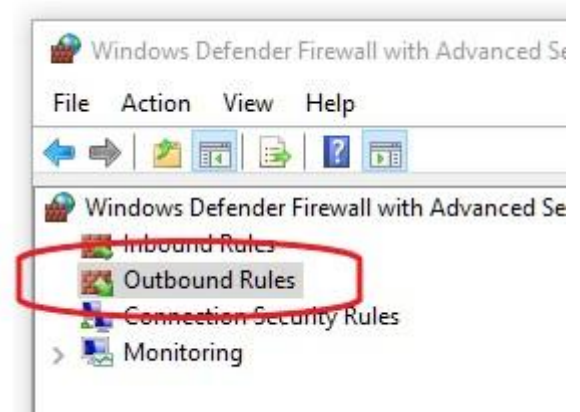 Windows Defender Firewall with Advanced Se
File Action View Help
Windows Defender Firewall with Advanced Se
Inbound Rules
Outbound Rules
Connection Security Rules
Monitoring